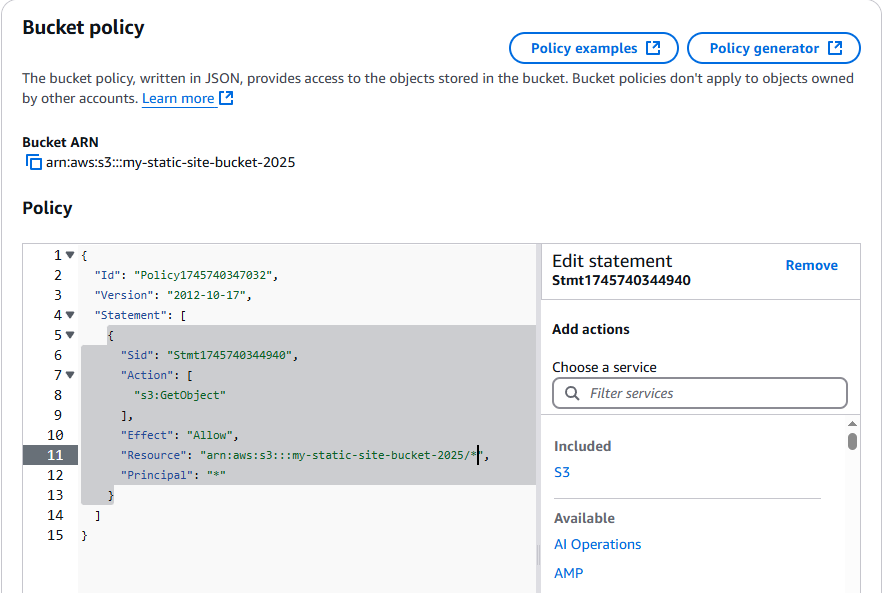 Bucket policy
Policy examples
Policy generator
The bucket policy, written in JSON, provides access to the objects stored in the bucket. Bucket policies don't apply to objects owned
by other accounts. Learn more
Bucket ARN
arn:aws:s3:::my-static-site-bucket-2025
Policy
1 {
2 "Id": "Policy1745740347032",
3 "Version": "2012-10-17",
4 "Statement": [
5 {
6 "Sid": "Stmt1745740344940",
7 "Action": [
8 "s3:GetObject"
9 ],
10 "Effect": "Allow",
11 "Resource": "arn:aws:s3:::my-static-site-bucket-2025/*",
12 "Principal": "*"
13 }
14 ]
15 }
Edit statement
Remove
Stmt1745740344940
Add actions
Choose a service
Filter services
Included
S3
Available
AI Operations
AMP